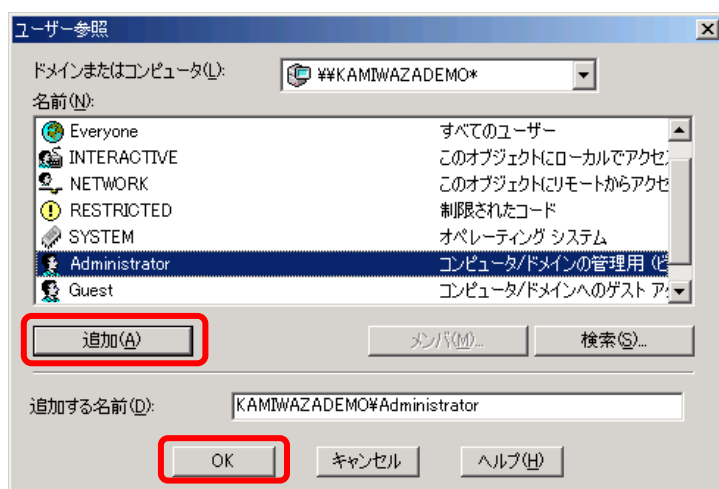 ユーザー参照
ドメインまたはコンピュータ(L): ¥¥KAMIWAZADEMO*
名前(N):
Everyone すべてのユーザー
INTERACTIVE このオブジェクトにローカルでアクセ
NETWORK このオブジェクトにリモートからアクセ
RESTRICTED 制限されたコード
SYSTEM オペレーティング システム
Administrator コンピュータ/ドメインの管理用 (ビ
Guest コンピュータ/ドメインへのゲスト ア
追加(A) メンバ(M)... 検索(S)...
追加する名前(D): KAMIWAZADEMO¥Administrator
OK キャンセル ヘルプ(H)